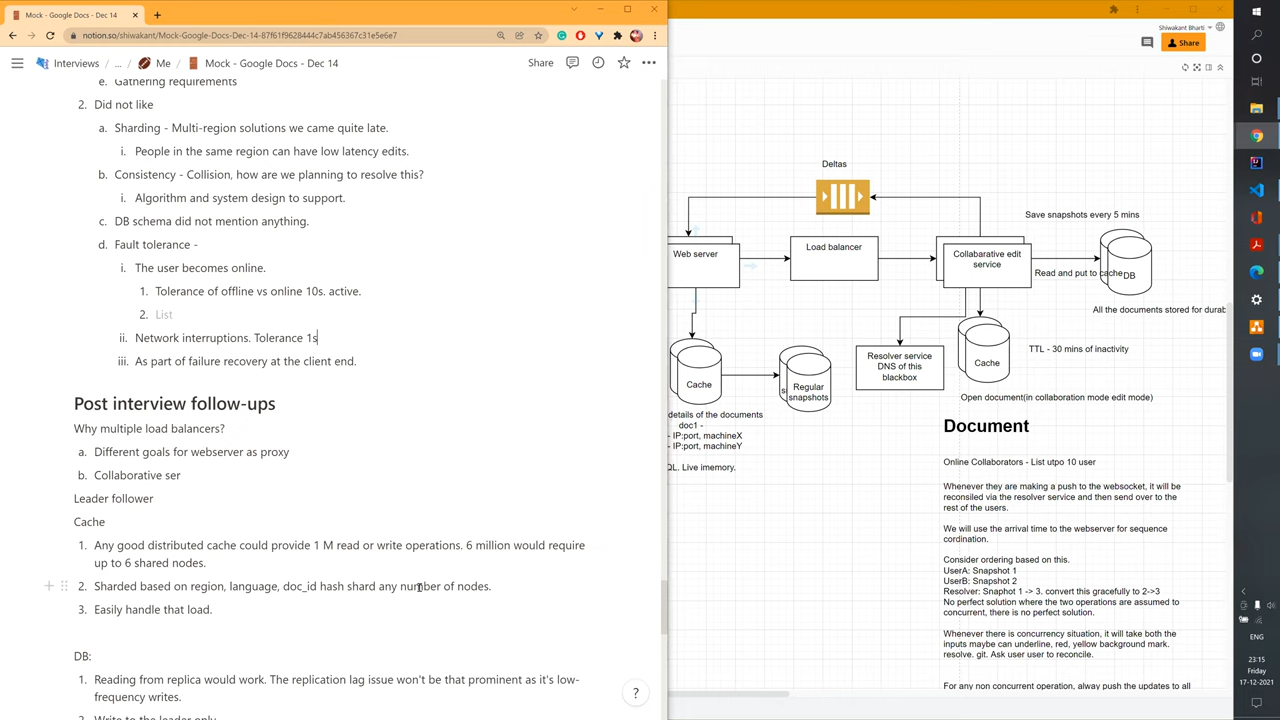 Mock - Google Docs - Dec 14
notion.so/shiwakant/Mock-Google-Docs-Dec-14-87f61f9628444c7ab456367c31e5e6e7
Interviews / ... / Me / Mock - Google Docs - Dec 14
Share
e. Gathering requirements
2. Did not like
a. Sharding - Multi-region solutions we came quite late.
i. People in the same region can have low latency edits.
b. Consistency - Collision, how are we planning to resolve this?
i. Algorithm and system design to support.
c. DB schema did not mention anything.
d. Fault tolerance -
i. The user becomes online.
1. Tolerance of offline vs online 10s. active.
2. List
ii. Network interruptions. Tolerance 1s
iii. As part of failure recovery at the client end.
Post interview follow-ups
Why multiple load balancers?
a. Different goals for webserver as proxy
b. Collaborative ser
Leader follower
Cache
1. Any good distributed cache could provide 1 M read or write operations. 6 million would require
up to 6 shared nodes.
2. Sharded based on region, language, doc_id hash shard any number of nodes.
3. Easily handle that load.
DB:
1. Reading from replica would work. The replication lag issue won't be that prominent as it's low-
frequency writes.
2. Write to the leader only
?
Shiwakant Bharti
Share
Deltas
Save snapshots every 5 mins
Web server
Load balancer
Collabarative edit
service
Read and put to cache
DB
All the documents stored for durab
Cache
Regular
snapshots
Resolver service
DNS of this
blackbox
Cache
TTL - 30 mins of inactivity
Open document(in collaboration mode edit mode)
details of the documents
doc1 -
- IP:port, machineX
- IP:port, machineY
QL. Live imemory.
Document
Online Collaborators - List utpo 10 user
Whenever they are making a push to the websocket, it will be
reconsiled via the resolver service and then send over to the
rest of the users.
We will use the arrival time to the webserver for sequence
cordination.
Consider ordering based on this.
UserA: Snapshot 1
UserB: Snapshot 2
Resolver: Snaphot 1 -> 3. convert this gracefully to 2->3
No perfect solution where the two operations are assumed to
concurrent, there is no perfect solution.
Whenever there is concurrency situation, it will take both the
inputs maybe can underline, red, yellow background mark.
resolve. git. Ask user user to reconcile.
For any non concurrent operation, alway push the updates to all
ENG
23:15
Friday
17-12-2021